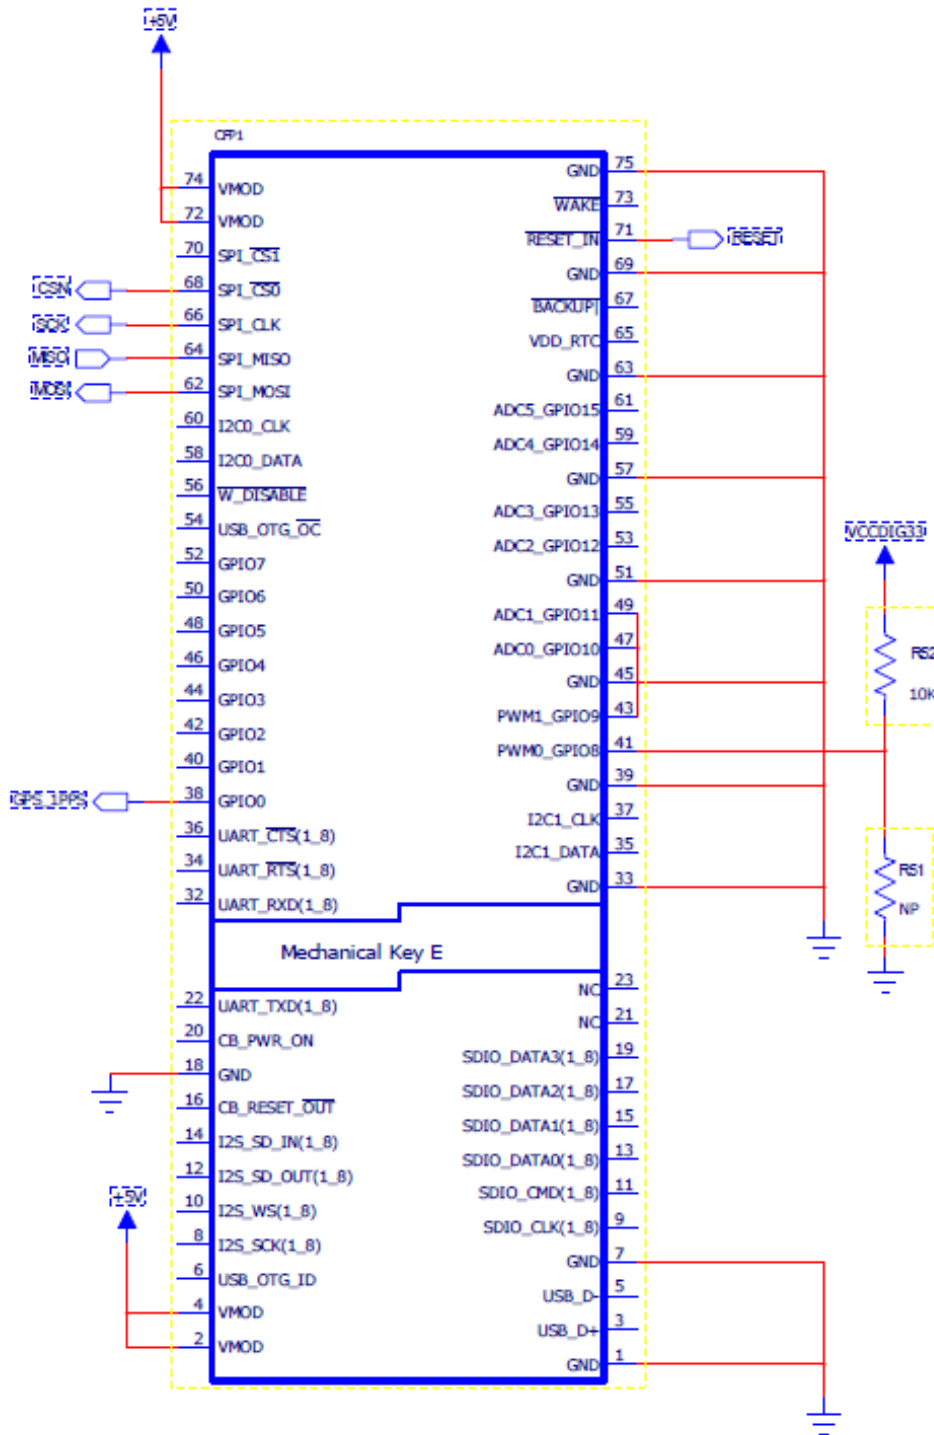 +5V
CFP1
74 VMOD
72 VMOD
70 SPI_CS1
CSN 68 SPI_CS0
SCK 66 SPI_CLK
MISO 64 SPI_MISO
MOSI 62 SPI_MOSI
60 I2C0_CLK
58 I2C0_DATA
56 W_DISABLE
54 USB_OTG_OC
52 GPIO7
50 GPIO6
48 GPIO5
46 GPIO4
44 GPIO3
42 GPIO2
40 GPIO1
GPS_1PPS 38 GPIO0
36 UART_CTS(1_8)
34 UART_RTS(1_8)
32 UART_RXD(1_8)
GND 75
WAKE 73
RESET_IN 71 RESET
GND 69
BACKUP| 67
VDD_RTC 65
GND 63
ADC5_GPIO15 61
ADC4_GPIO14 59
GND 57
ADC3_GPIO13 55
ADC2_GPIO12 53
GND 51
ADC1_GPIO11 49
ADC0_GPIO10 47
GND 45
PWM1_GPIO9 43
PWM0_GPIO8 41
GND 39
I2C1_CLK 37
I2C1_DATA 35
GND 33
VCCDIG33
R52
10K
R51
NP
Mechanical Key E
22 UART_TXD(1_8)
20 CB_PWR_ON
18 GND
16 CB_RESET_OUT
14 I2S_SD_IN(1_8)
12 I2S_SD_OUT(1_8)
+5V
10 I2S_WS(1_8)
8 I2S_SCK(1_8)
6 USB_OTG_ID
4 VMOD
2 VMOD
NC 23
NC 21
SDIO_DATA3(1_8) 19
SDIO_DATA2(1_8) 17
SDIO_DATA1(1_8) 15
SDIO_DATA0(1_8) 13
SDIO_CMD(1_8) 11
SDIO_CLK(1_8) 9
GND 7
USB_D- 5
USB_D+ 3
GND 1